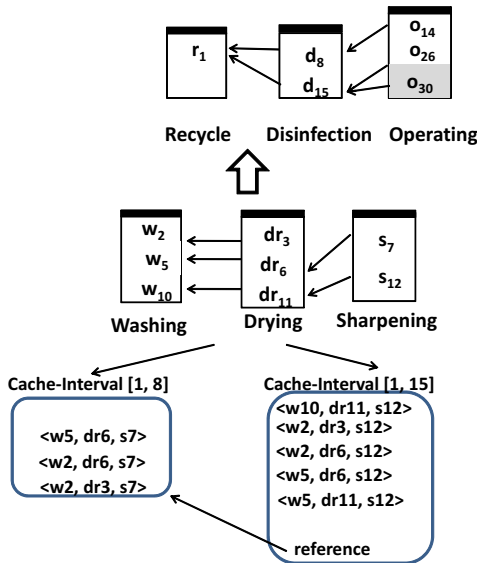 r1 d8 o14
o26
d15 o30
Recycle Disinfection Operating
w2 dr3 s7
w5 dr6
w10 dr11 s12
Washing Drying Sharpening
Cache-Interval [1, 8] Cache-Interval [1, 15]
<w5, dr6, s7>
<w2, dr6, s7>
<w2, dr3, s7>
<w10, dr11, s12>
<w2, dr3, s12>
<w2, dr6, s12>
<w5, dr6, s12>
<w5, dr11, s12>
reference